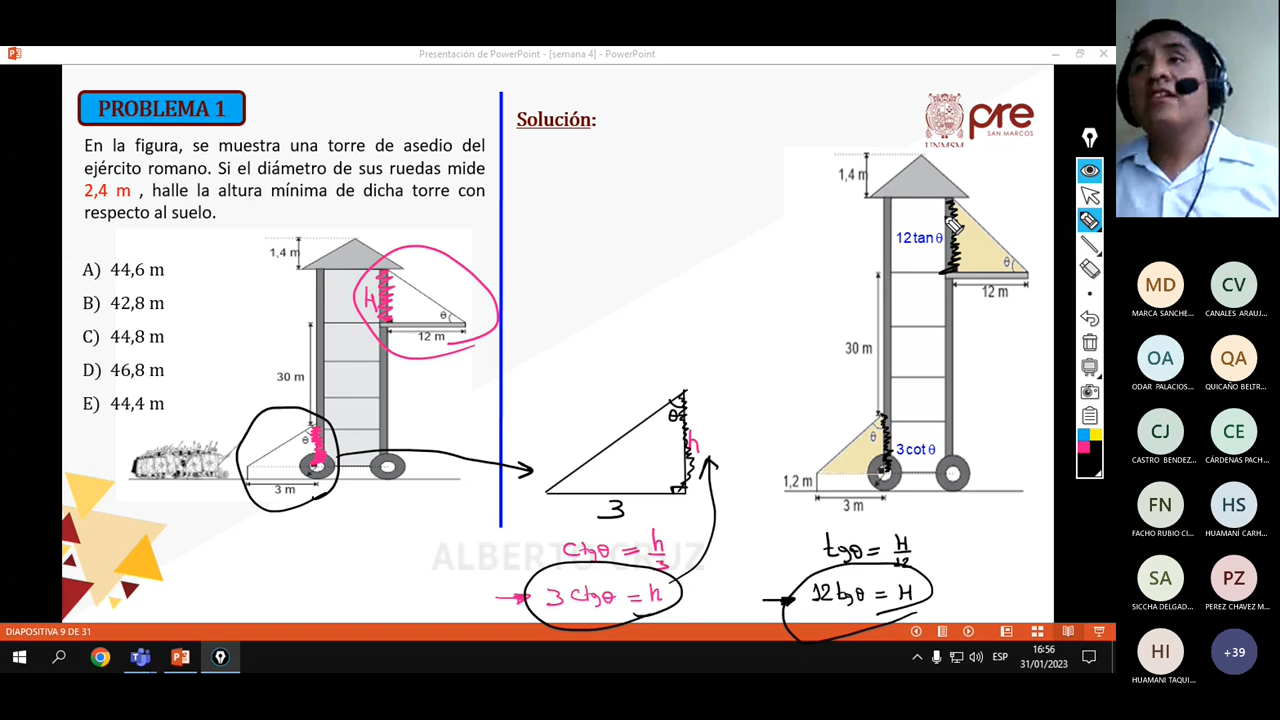 Presentación de PowerPoint - [semana 4] - PowerPoint
PROBLEMA 1
En la figura, se muestra una torre de asedio del
ejército romano. Si el diámetro de sus ruedas mide
2,4 m , halle la altura mínima de dicha torre con
respecto al suelo.
A) 44,6 m
B) 42,8 m
C) 44,8 m
D) 46,8 m
E) 44,4 m
1,4 m
H
θ
12 m
30 m
θ
3 m
Solución:
UNMSM
pre
SAN MARCOS
θ
h
3
ctgθ = h/3
3 ctgθ = h
1,4 m
12tanθ
θ
12 m
30 m
θ
3cotθ
1,2 m
3 m
tgθ = H/12
12tgθ = H
ALBERTO CRUZ
DIAPOSITIVA 9 DE 31
ESP
16:56
31/01/2023
MD
MARCA SANCHE...
CV
CANALES ARAUJ...
OA
ODAR PALACIOS...
QA
QUICAÑO BELTR...
CJ
CASTRO BENDEZ...
CE
CÁRDENAS PACH...
FN
FACHO RUBIO CI...
HS
HUAMANÍ CARH...
SA
SICCHA DELGAD...
PZ
PEREZ CHAVEZ M...
HI
HUAMANI TAQUI...
+39